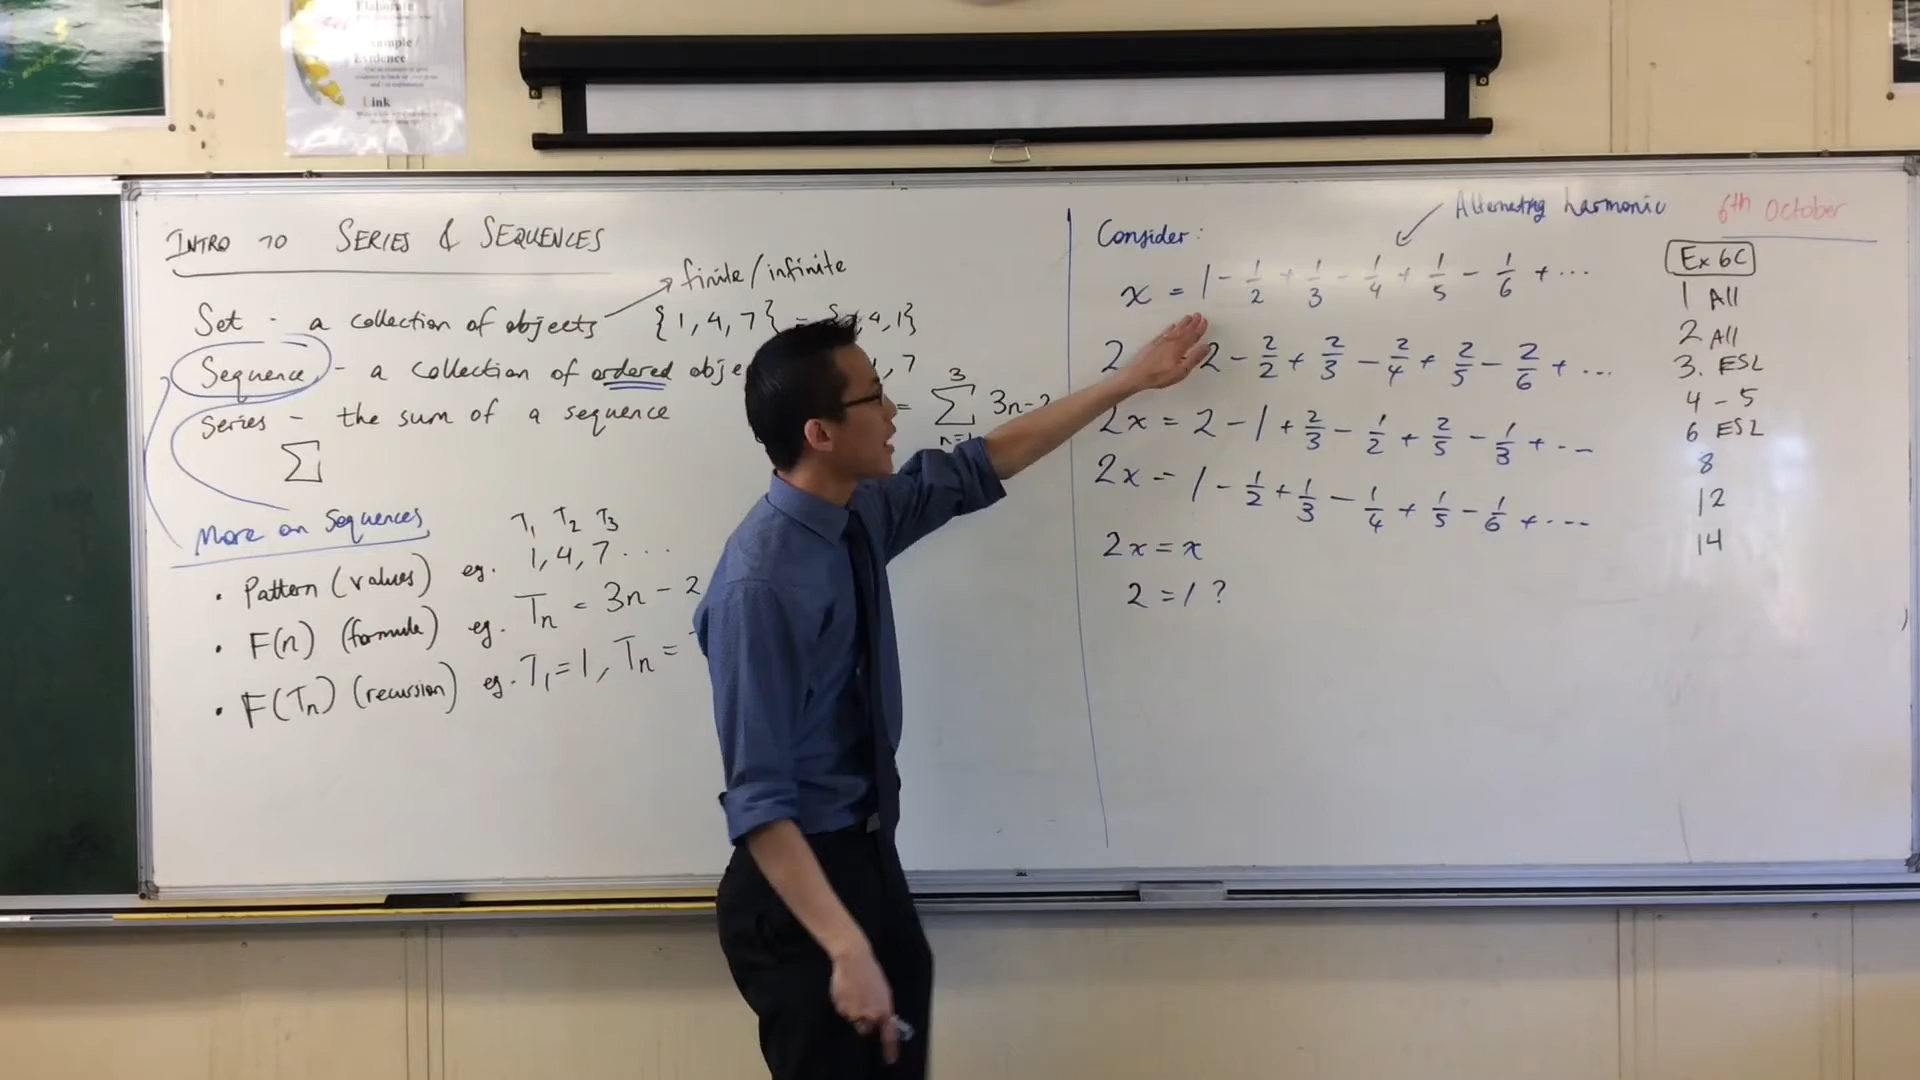 Elaborate
Example /
Evidence
Link
INTRO TO SERIES & SEQUENCES
finite/infinite
Set - a collection of objects {1, 4, 7} = 4, 1}
Sequence - a collection of ordered obje , 7
Series - the sum of a sequence = 3 Σ n=1 3n-2
Σ
More on Sequences
T₁ T₂ T₃
• Pattern (values) eg. 1, 4, 7 ...
• F(n) (formula) eg. Tn = 3n - 2
• F(Tn) (recursion) eg. T₁ = 1, Tn =
Alternating harmonic
Consider:
x = 1 - 1/2 + 1/3 - 1/4 + 1/5 - 1/6 + ...
2 2 - 2/2 + 2/3 - 2/4 + 2/5 - 2/6 + ...
2x = 2 - 1 + 2/3 - 1/2 + 2/5 - 1/3 + ...
2x = 1 - 1/2 + 1/3 - 1/4 + 1/5 - 1/6 + ...
2x = x
2 = 1 ?
6th October
Ex 6C
1 All
2 All
3. ESL
4 - 5
6 ESL
8
12
14